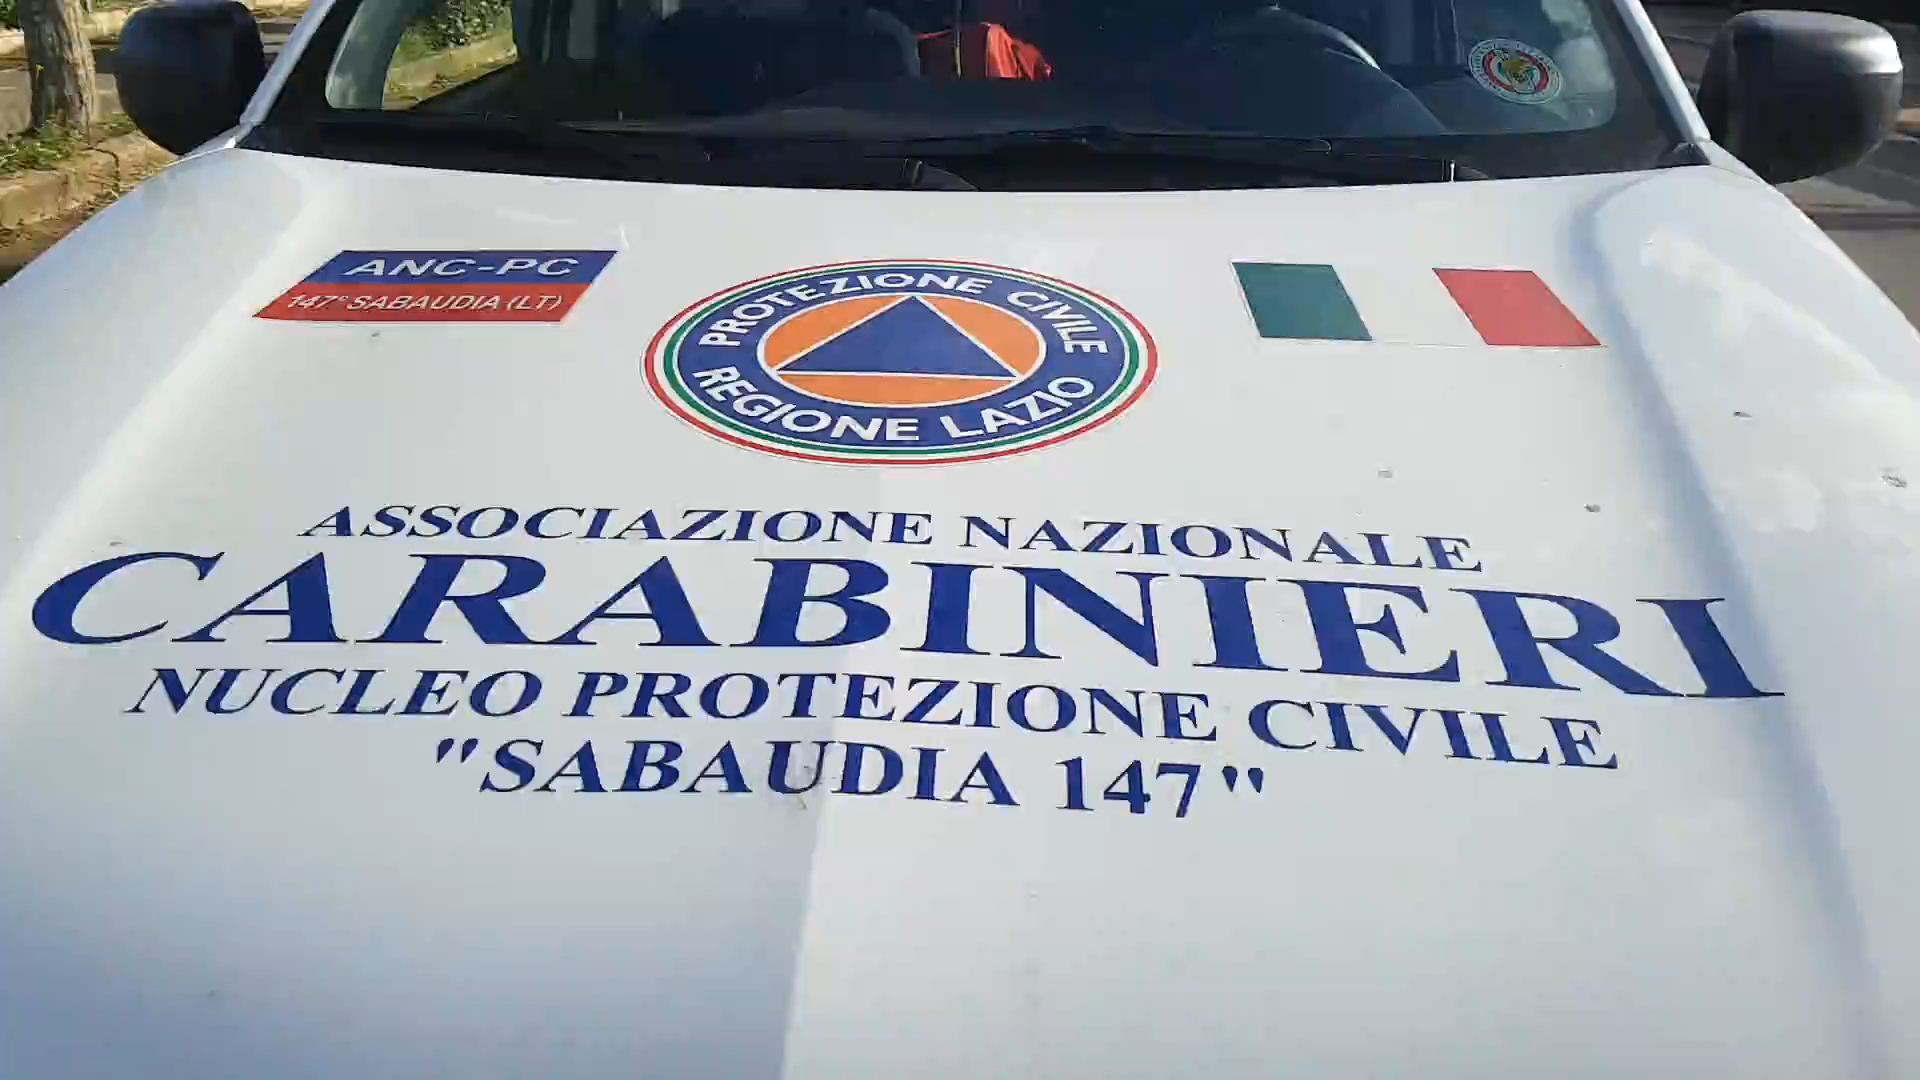 ANC-PC
147° SABAUDIA (LT)
PROTEZIONE CIVILE
REGIONE LAZIO
ASSOCIAZIONE NAZIONALE
CARABINIERI
NUCLEO PROTEZIONE CIVILE
"SABAUDIA 147"